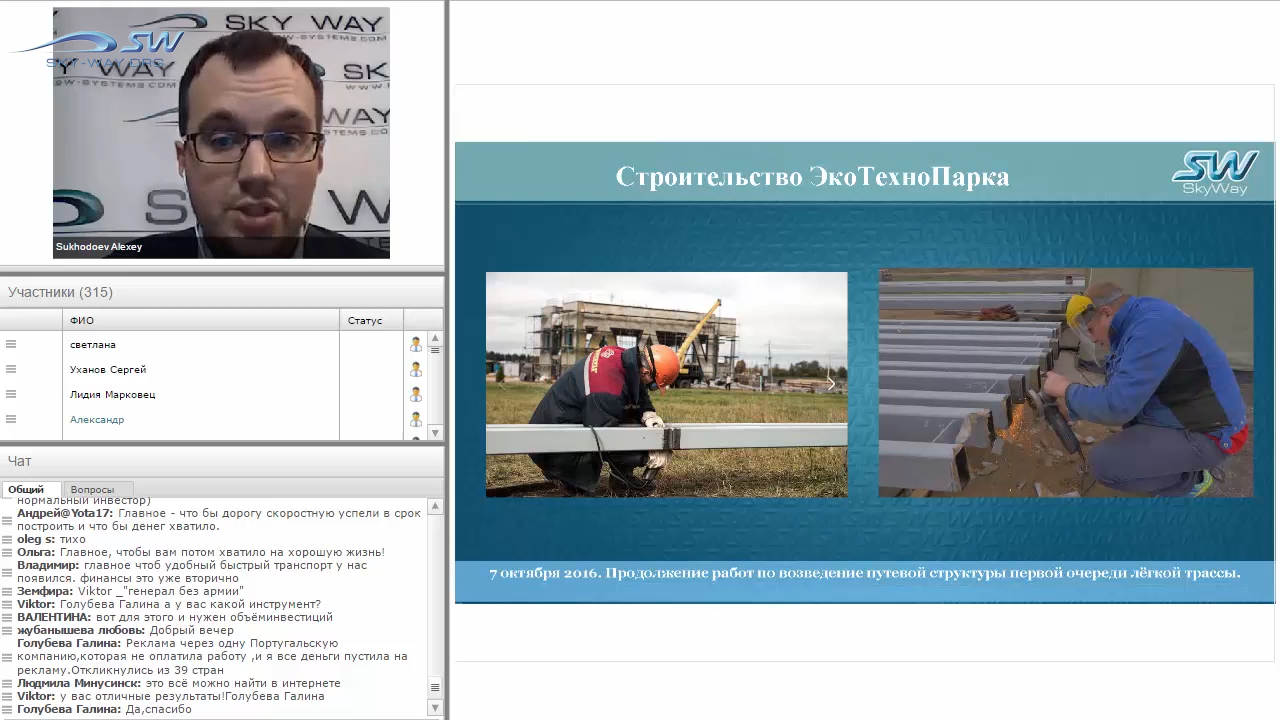 SKY WAY
SW
SKY-WAY.ORG
Sukhodoev Alexey
Участники (315)
ФИО
Статус
светлана
Уханов Сергей
Лидия Марковец
Александр
Чат
Общий
Вопросы
нормальный инвестор)
Андрей@Yota17: Главное - что бы дорогу скоростную успели в срок
построить и что бы денег хватило.
oleg s: тихо
Ольга: Главное, чтобы вам потом хватило на хорошую жизнь!
Владимир: главное чтоб удобный быстрый транспорт у нас
появился. финансы это уже вторично
Земфира: Viktor _"генерал без армии"
Viktor: Голубева Галина а у вас какой инструмент?
ВАЛЕНТИНА: вот для этого и нужен объёминвестиций
жубанышева любовь: Добрый вечер
Голубева Галина: Реклама через одну Португальскую
компанию,которая не оплатила работу ,и я все деньги пустила на
рекламу.Откликнулись из 39 стран
Людмила Минусинск: это всё можно найти в интернете
Viktor: у вас отличные результаты!Голубева Галина
Голубева Галина: Да,спасибо
Строительство ЭкоТехноПарка
SW
SkyWay
7 октября 2016. Продолжение работ по возведение путевой структуры первой очереди лёгкой трассы.